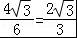 4√3/6 = 2√3/3